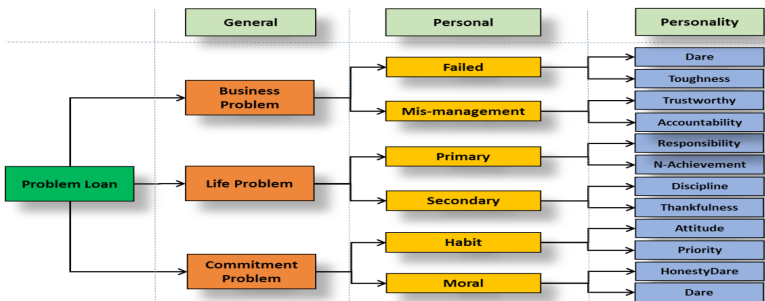 General
Personal
Personality
Problem Loan
Business
Problem
Life Problem
Commitment
Problem
Failed
Mis-management
Primary
Secondary
Habit
Moral
Dare
Toughness
Trustworthy
Accountability
Responsibility
N-Achievement
Discipline
Thankfulness
Attitude
Priority
HonestyDare
Dare